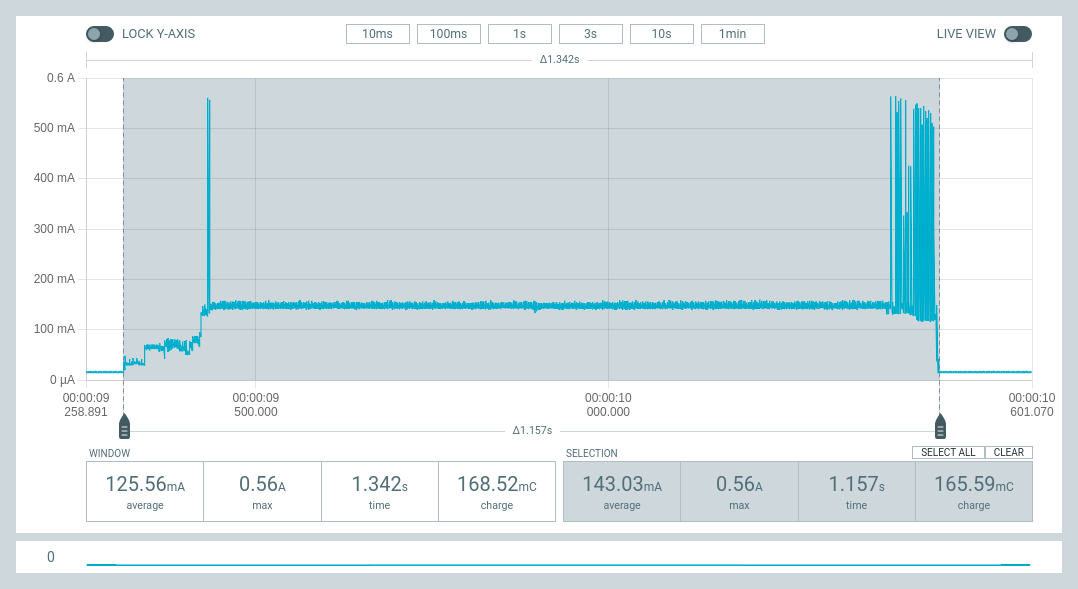 LOCK Y-AXIS 10ms 100ms 1s 3s 10s 1min LIVE VIEW
Δ1.342s
0.6 A
500 mA
400 mA
300 mA
200 mA
100 mA
0 µA
00:00:09 00:00:09 00:00:10 00:00:10
258.891 500.000 000.000 601.070
Δ1.157s
WINDOW SELECTION SELECT ALL CLEAR
125.56mA 0.56A 1.342s 168.52mC 143.03mA 0.56A 1.157s 165.59mC
average max time charge average max time charge
0